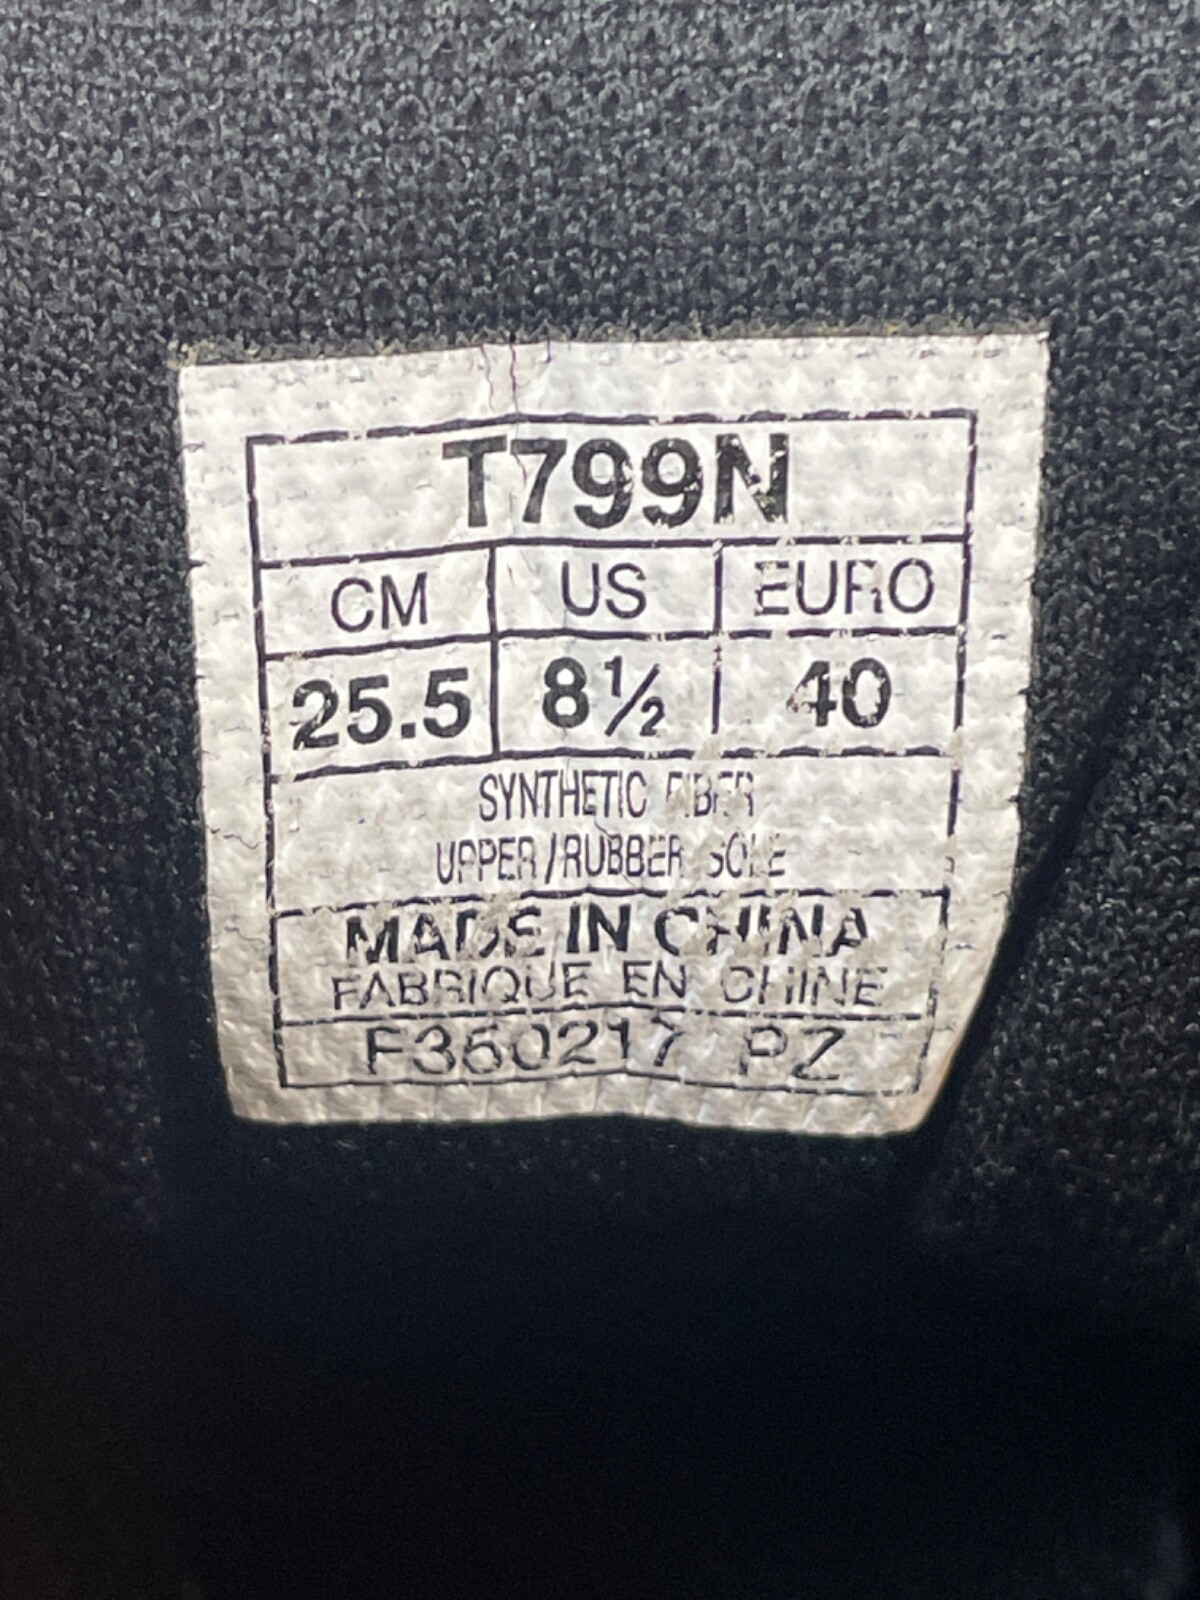 T799N
CM US EURO
25.5 8½ 40
SYNTHETIC FIBER
UPPER/RUBBER SOLE
MADE IN CHINA
FABRIQUE EN CHINE
F350217 PZ